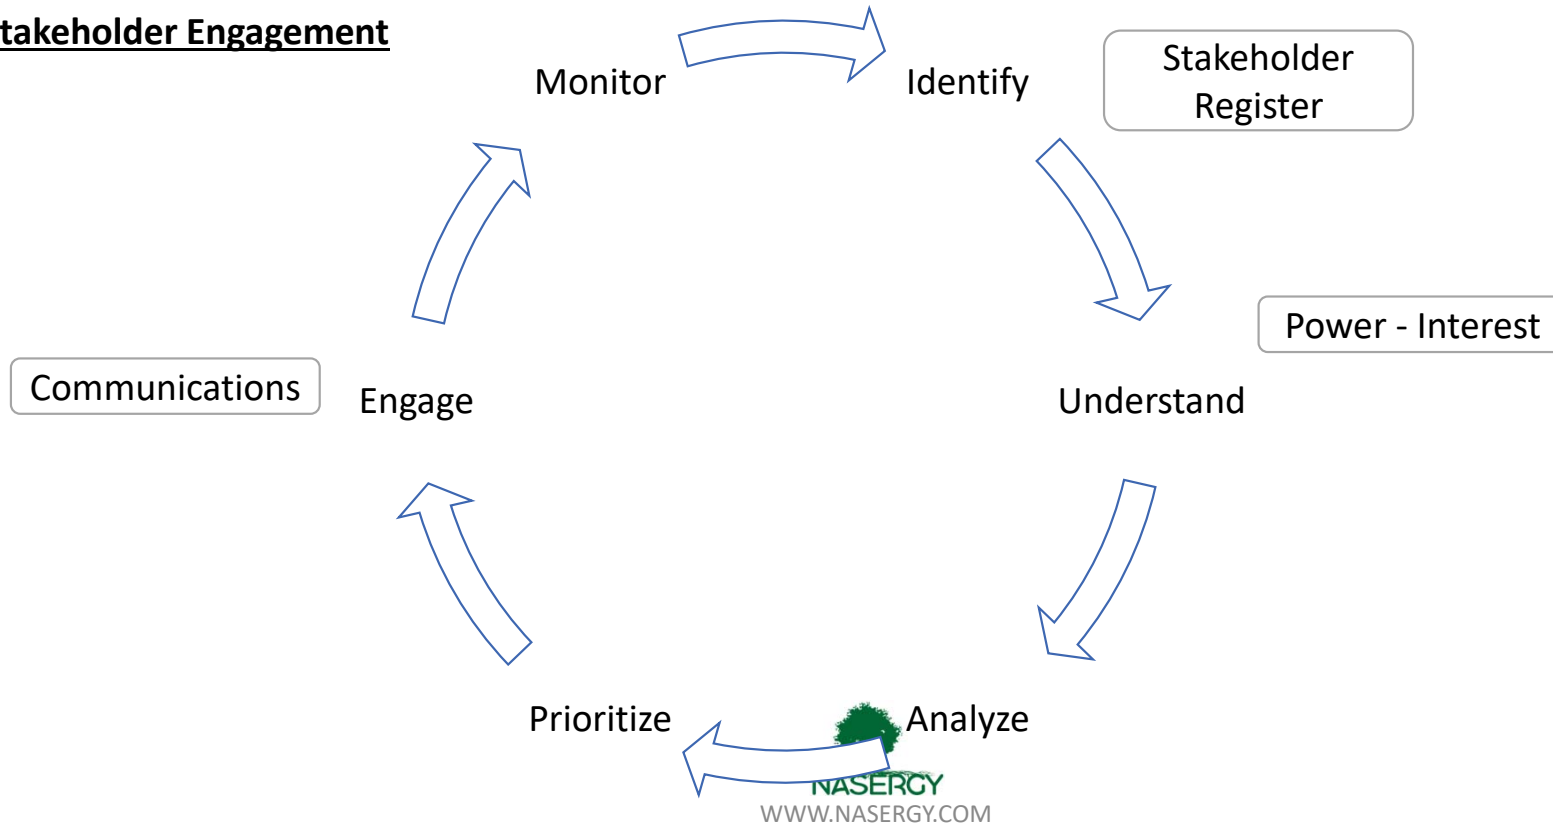 takeholder Engagement
Monitor
Identify
Stakeholder
Register
Power - Interest
Understand
Communications
Engage
Prioritize
Analyze
NASERGY
WWW.NASERGY.COM